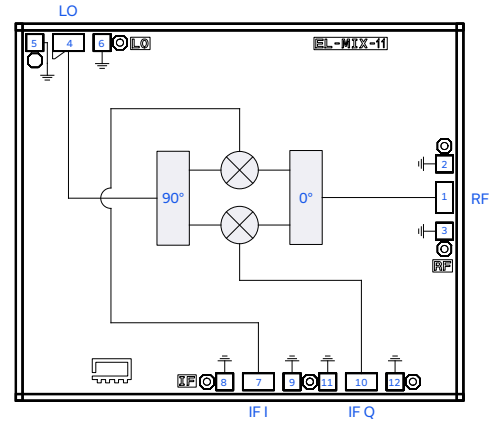 LO
5 4 6 LO EL-MIX-11
2
90° 0° 1 RF
3
RF
IF 8 7 9 11 10 12
IF I IF Q